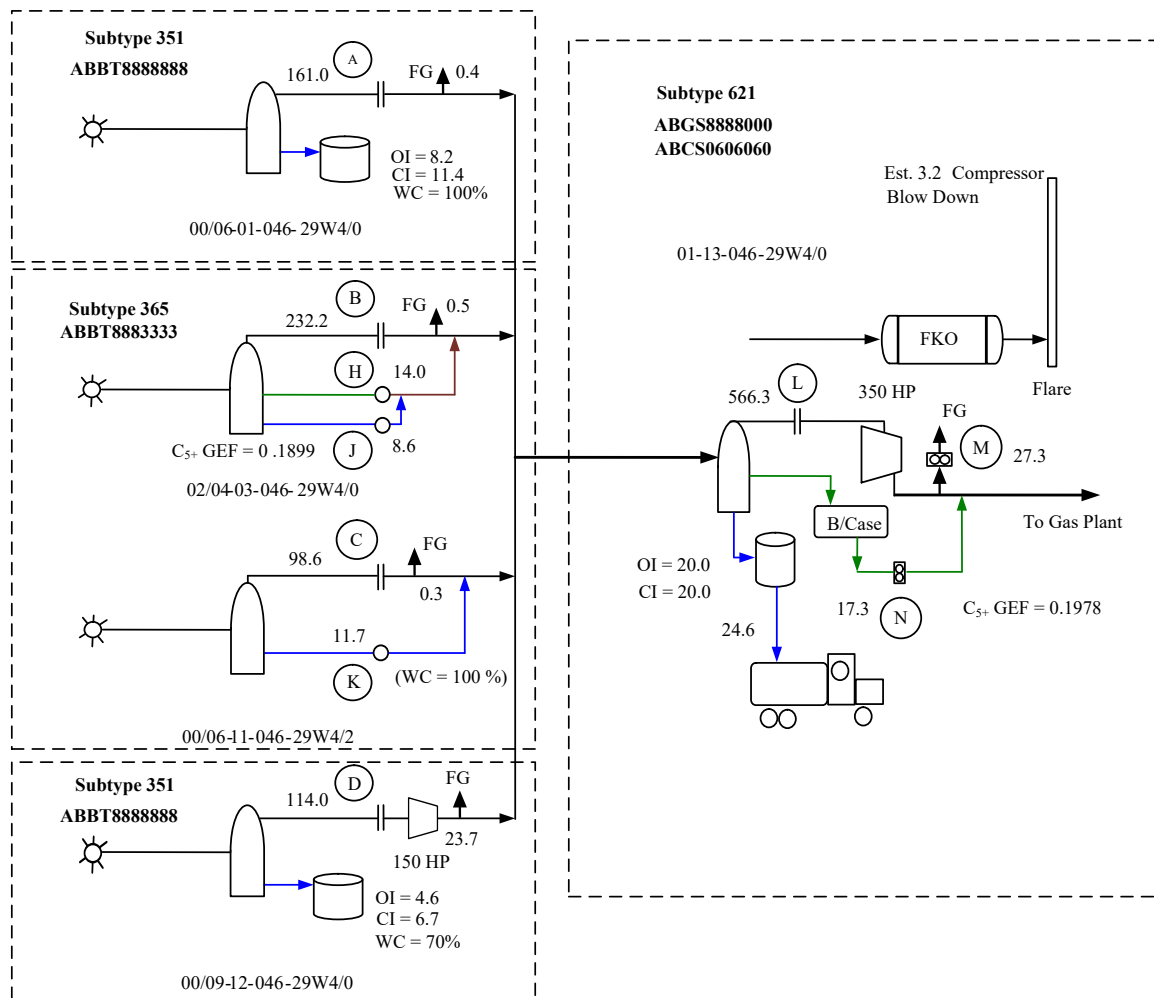 Subtype 351
ABBT8888888
A
161.0
FG
0.4
OI = 8.2
CI = 11.4
WC = 100%
00/06-01-046-29W4/0
Subtype 365
ABBT8883333
B
232.2
FG
0.5
H
14.0
C5+ GEF = 0 .1899
J
8.6
02/04-03-046-29W4/0
C
98.6
FG
0.3
11.7
K
(WC = 100 %)
00/06-11-046-29W4/2
Subtype 351
ABBT8888888
D
114.0
FG
23.7
150 HP
OI = 4.6
CI = 6.7
WC = 70%
00/09-12-046-29W4/0
Subtype 621
ABGS8888000
ABCS0606060
Est. 3.2 Compressor
Blow Down
01-13-046-29W4/0
FKO
Flare
L
566.3
350 HP
FG
M
27.3
To Gas Plant
B/Case
OI = 20.0
CI = 20.0
17.3
N
C5+ GEF = 0.1978
24.6